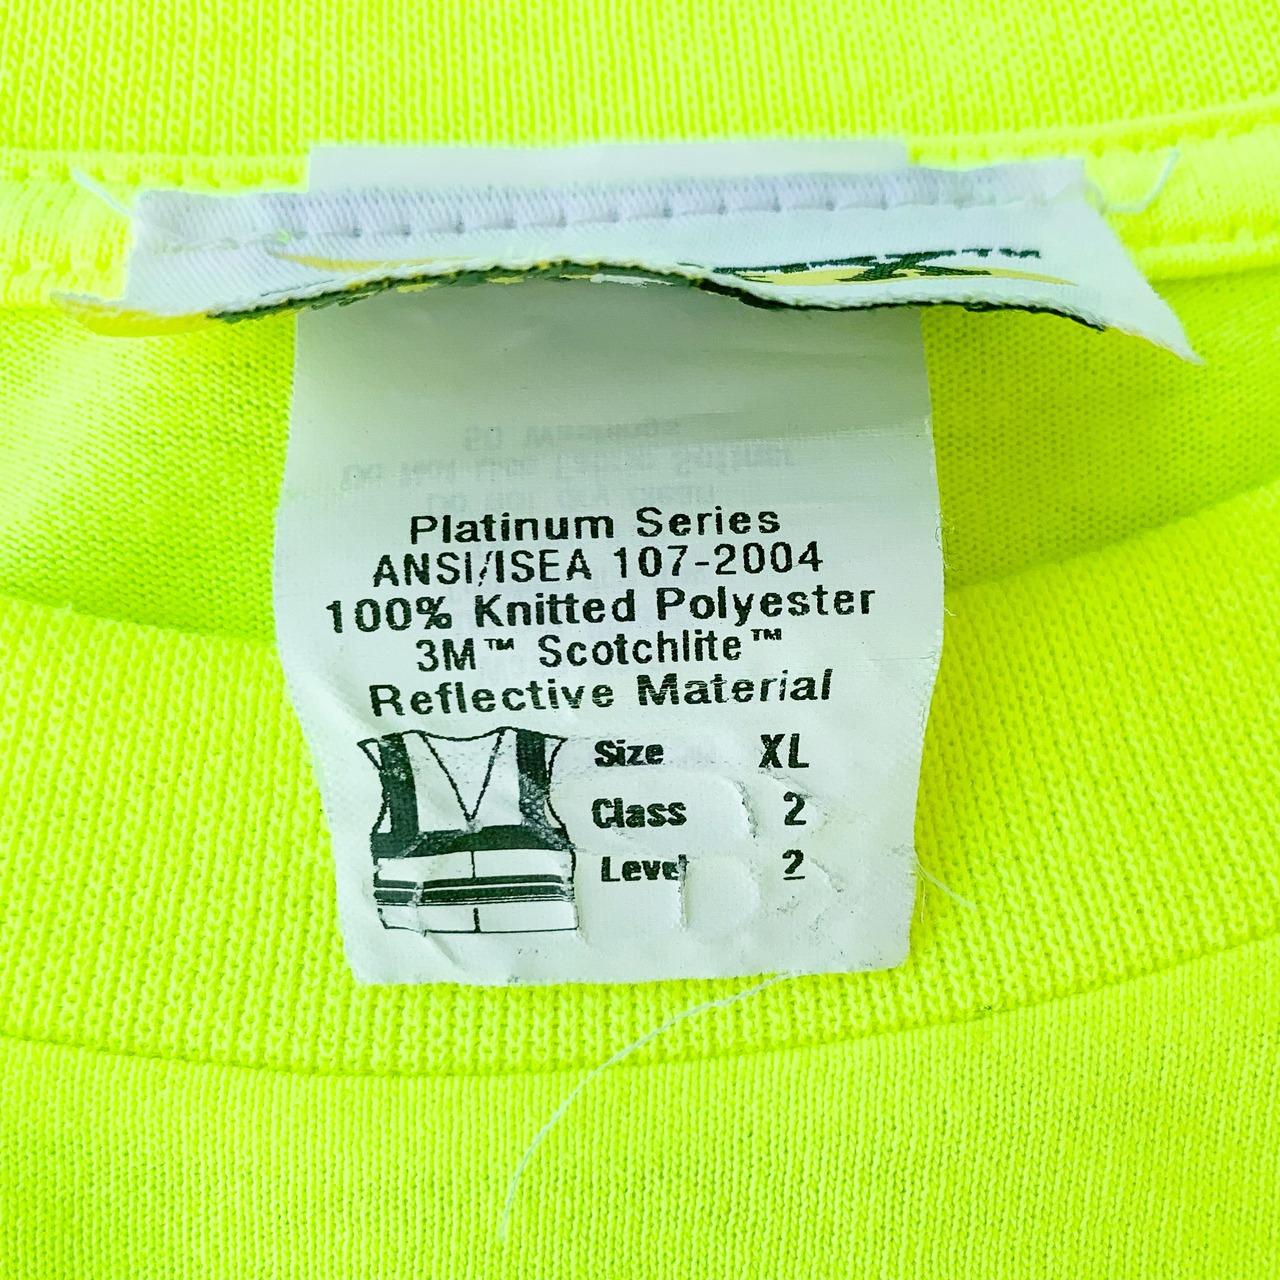 Platinum Series
ANSI/ISEA 107-2004
100% Knitted Polyester
3M™ Scotchlite™
Reflective Material
Size XL
Class 2
Level 2